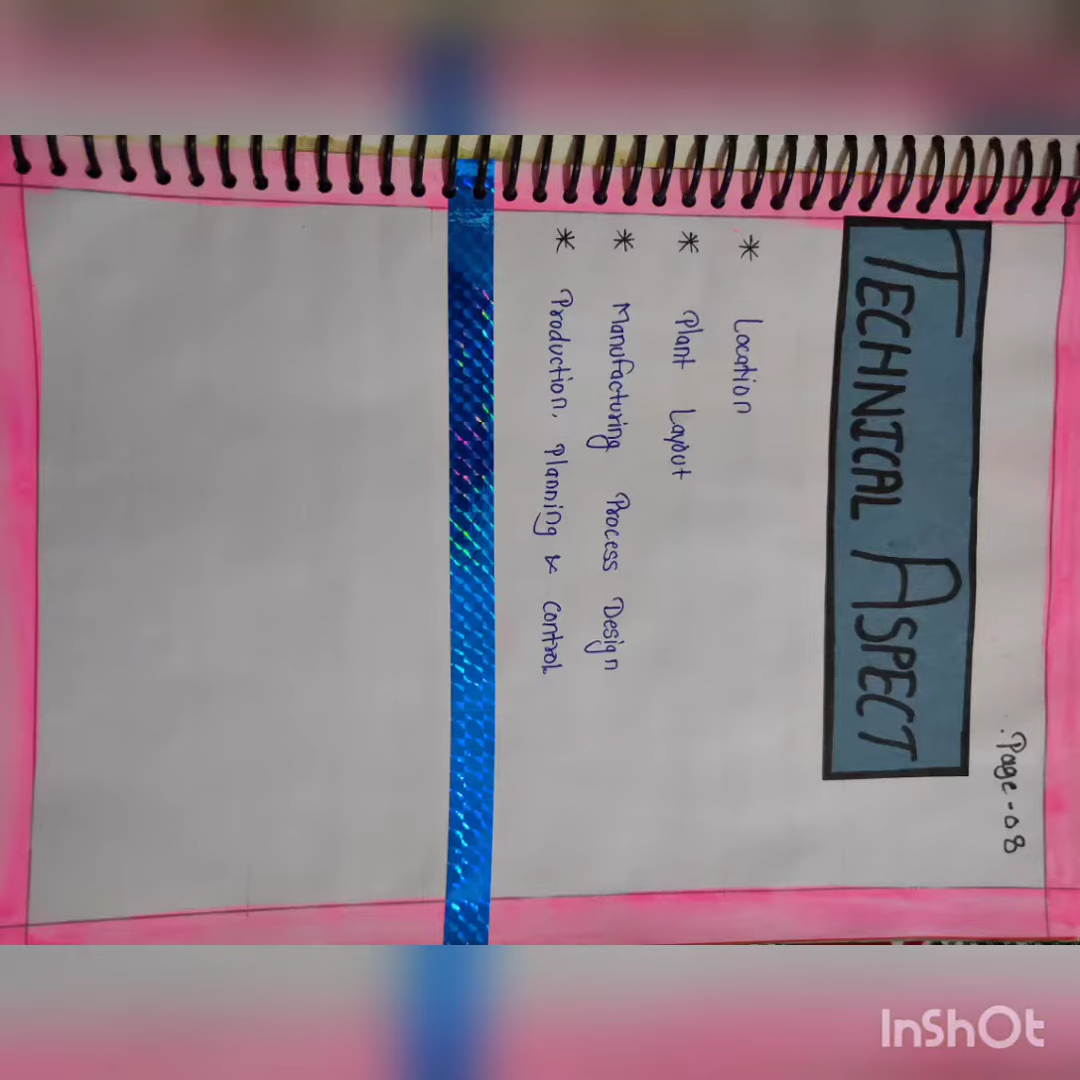 Page-08
TECHNICAL ASPECT
* Location
* Plant Layout
* Manufacturing Process Design
* Production, Planning & Control
InShOt